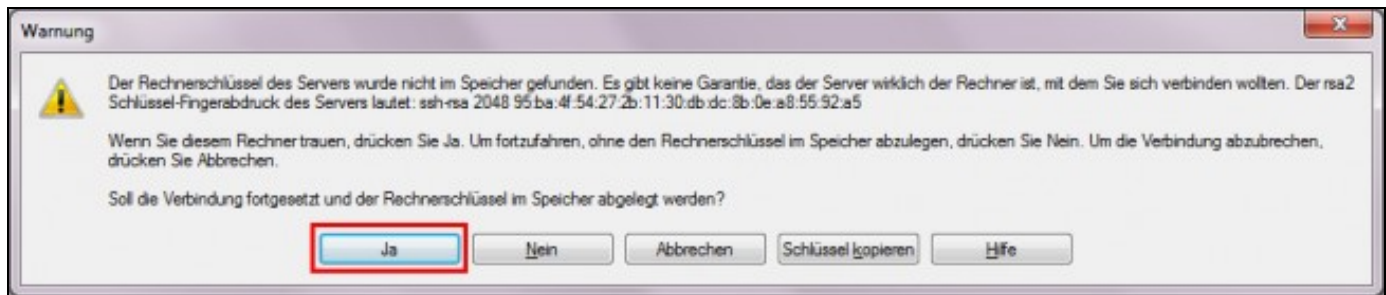 Warnung
Der Rechnerschlüssel des Servers wurde nicht im Speicher gefunden. Es gibt keine Garantie, das der Server wirklich der Rechner ist, mit dem Sie sich verbinden wollten. Der rsa2
Schlüssel-Fingerabdruck des Servers lautet: ssh-rsa 2048 95:ba:4f:54:27:2b:11:30:db:dc:8b:0e:a8:55:92:a5
Wenn Sie diesem Rechner trauen, drücken Sie Ja. Um fortzufahren, ohne den Rechnerschlüssel im Speicher abzulegen, drücken Sie Nein. Um die Verbindung abzubrechen,
drücken Sie Abbrechen.
Soll die Verbindung fortgesetzt und der Rechnerschlüssel im Speicher abgelegt werden?
Ja Nein Abbrechen Schlüssel kopieren Hilfe